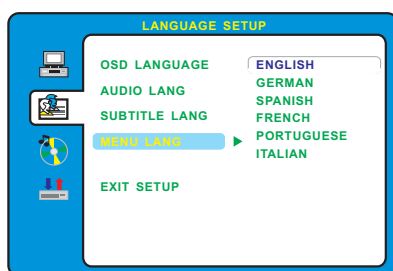 LANGUAGE SETUP
OSD LANGUAGE
AUDIO LANG
SUBTITLE LANG
MENU LANG
EXIT SETUP
ENGLISH
GERMAN
SPANISH
FRENCH
PORTUGUESE
ITALIAN